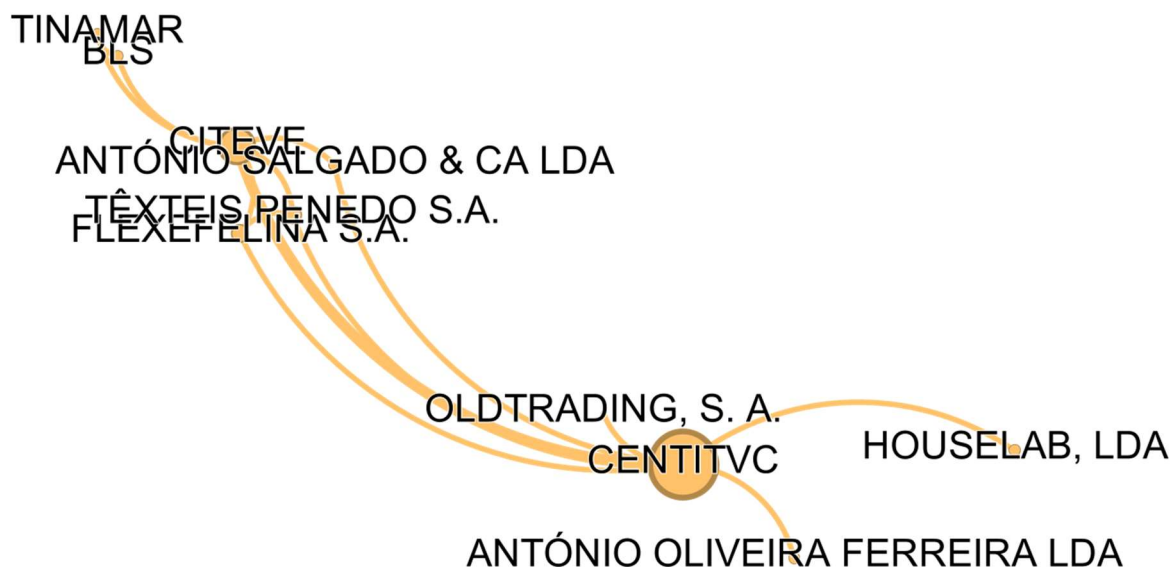 TINAMAR
BLS
CITEVE
ANTÓNIO SALGADO & CA LDA
TÊXTEIS PENEDO S.A.
FLEXEFELINA S.A.
OLDTRADING, S. A.
HOUSELAB, LDA
CENTITVC
ANTÓNIO OLIVEIRA FERREIRA LDA